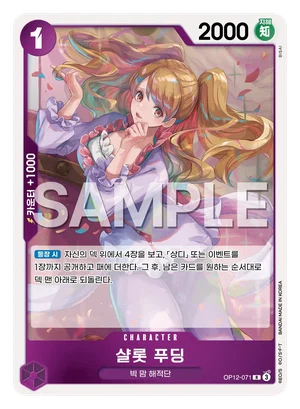 1
2000
지혜
知
SAMPLE
카운터 +1000
등장 시 자신의 덱 위에서 4장을 보고, 「상디」 또는 이벤트를
1장까지 공개하고 패에 더한다. 그 후, 남은 카드를 원하는 순서대로
덱 맨 아래로 되돌린다.
CHARACTER
샬롯 푸딩
빅 맘 해적단
OP12-071 R
BANDAI MADE IN KOREA